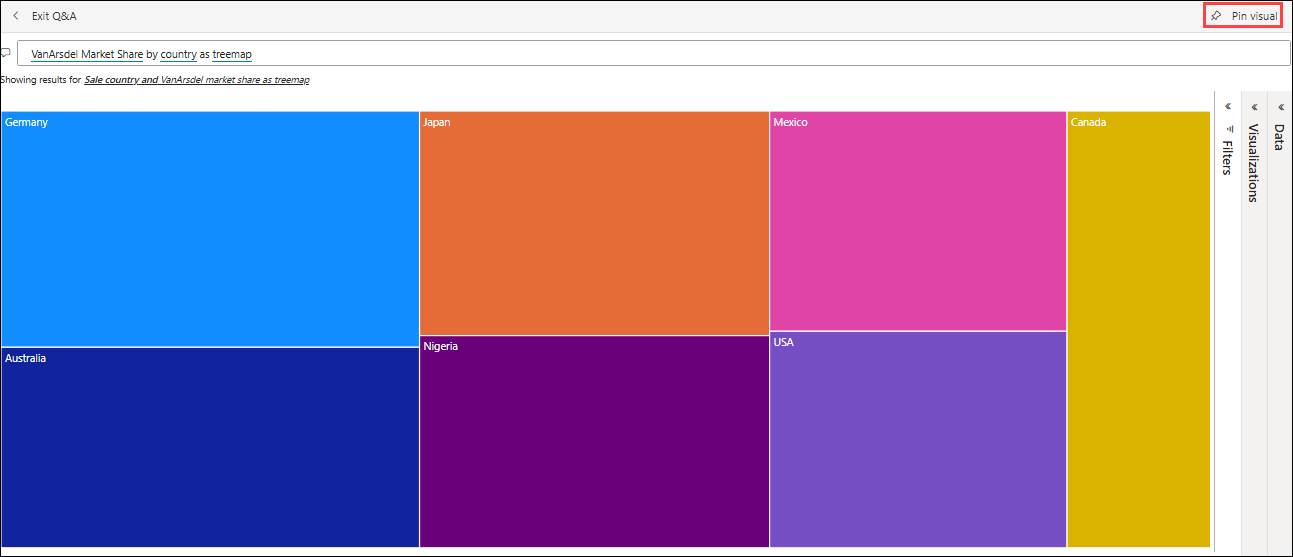 Exit Q&A
Pin visual
VanArsdel Market Share by country as treemap
Showing results for Sale country and VanArsdel market share as treemap
Germany
Japan
Mexico
Canada
Australia
Nigeria
USA
Filters
Visualizations
Data